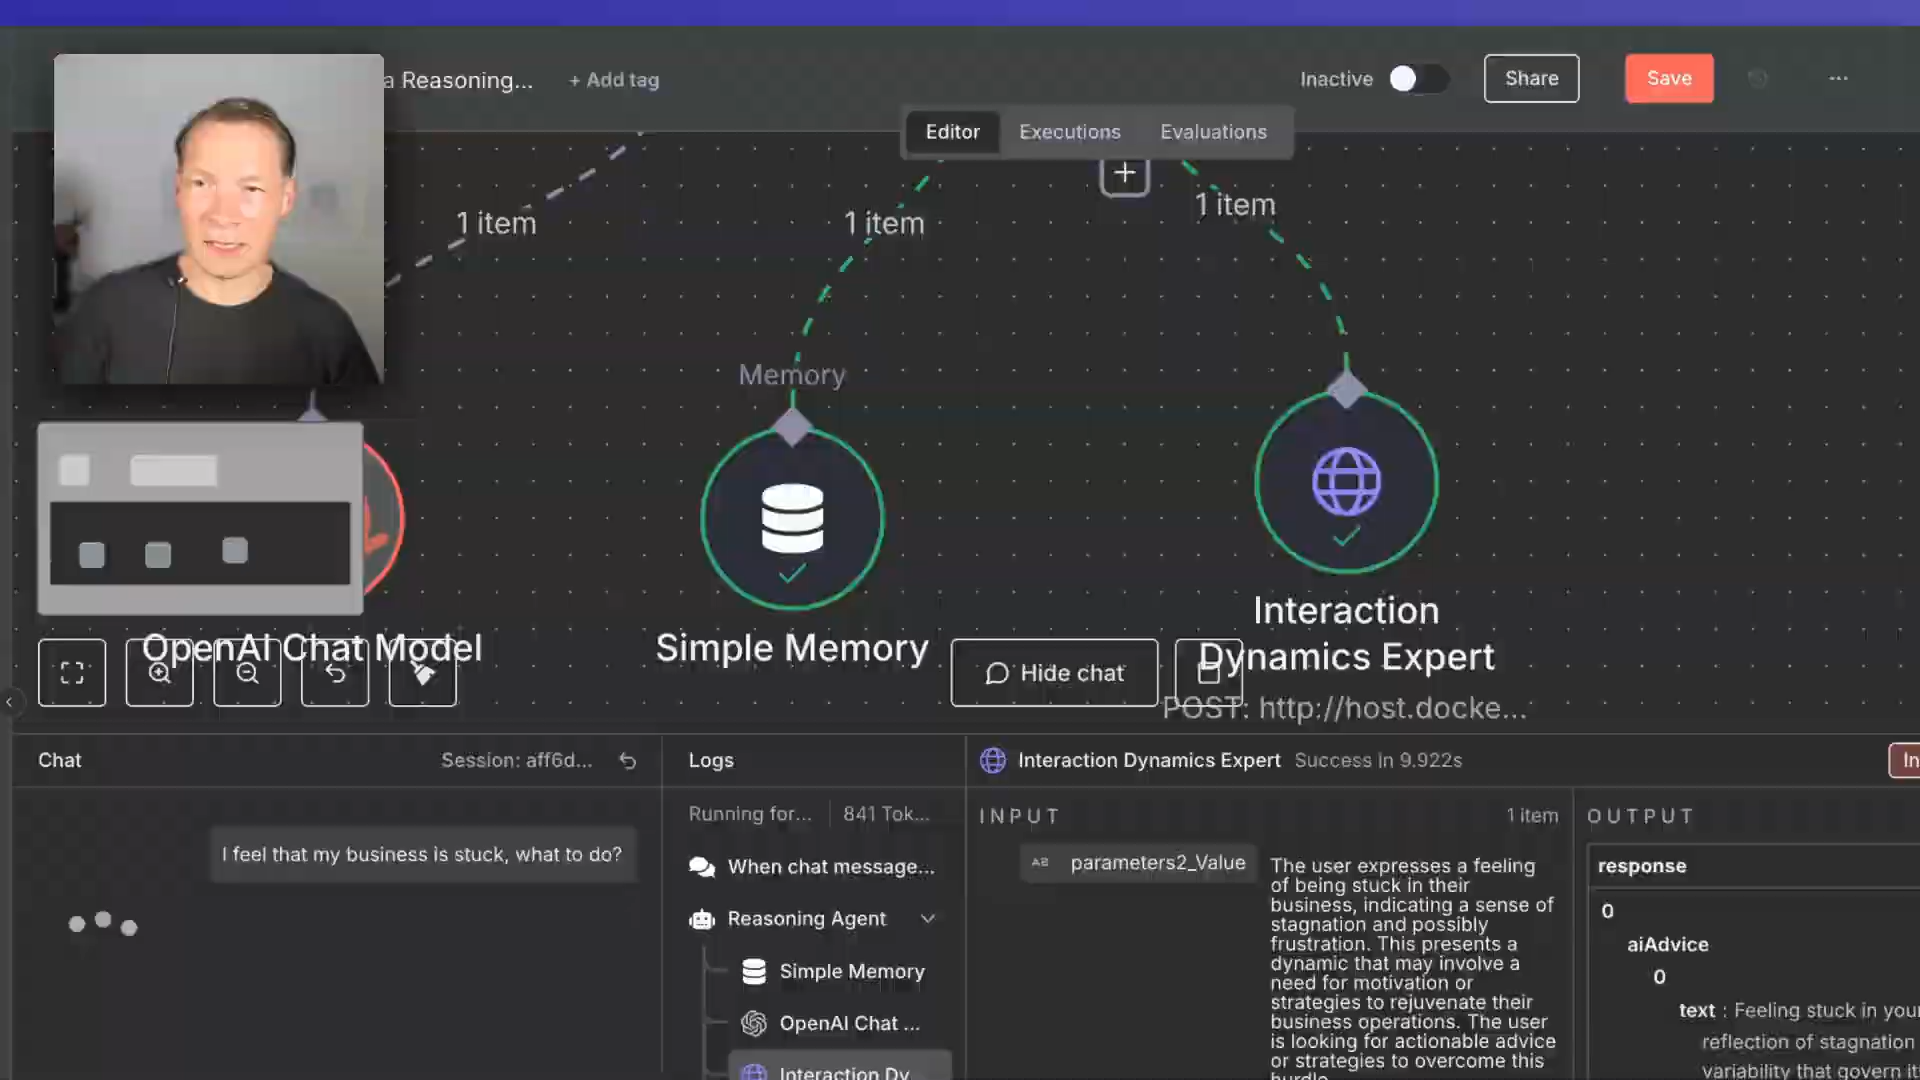 a Reasoning...
+ Add tag
Inactive
Share
Save
Editor
Executions
Evaluations
1 item
1 item
1 item
Memory
OpenAI Chat Model
Simple Memory
Interaction
Dynamics Expert
POST: http://host.docke...
Hide chat
Chat
Session: aff6d...
I feel that my business is stuck, what to do?
Logs
Running for...
841 Tok...
When chat message...
Reasoning Agent
Simple Memory
OpenAI Chat ...
Interaction Dy...
Interaction Dynamics Expert
Success in 9.922s
In
INPUT
1 item
AB
parameters2_Value
The user expresses a feeling
of being stuck in their
business, indicating a sense of
stagnation and possibly
frustration. This presents a
dynamic that may involve a
need for motivation or
strategies to rejuvenate their
business operations. The user
is looking for actionable advice
or strategies to overcome this
hurdle.
OUTPUT
response
0
aiAdvice
0
text : Feeling stuck in your
reflection of stagnation
variability that govern it